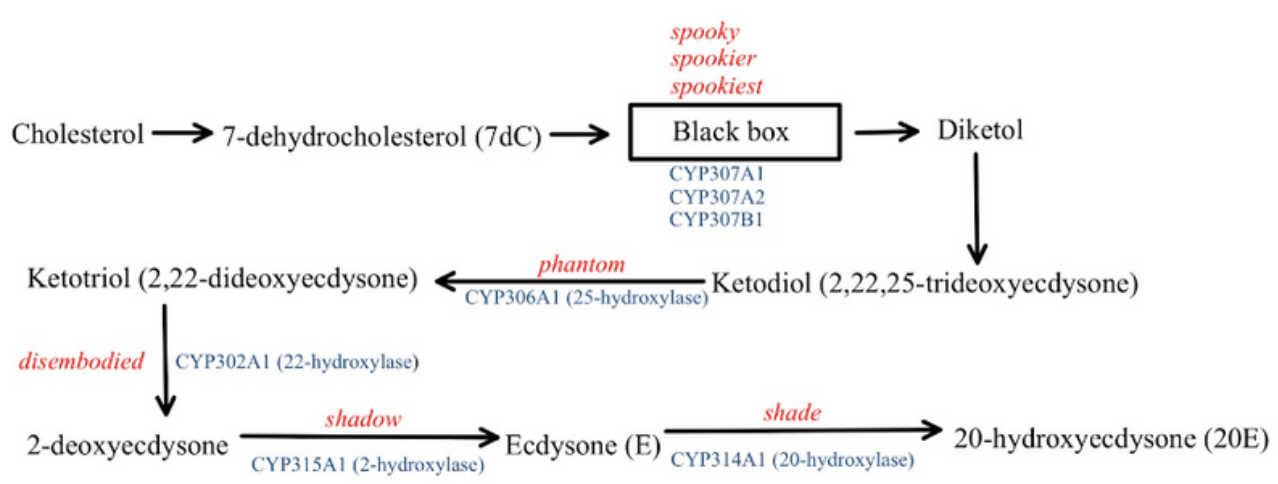 spooky
spookier
spookiest
Cholesterol
7-dehydrocholesterol (7dC)
Black box
Diketol
CYP307A1
CYP307A2
CYP307B1
Ketotriol (2,22-dideoxyecdysone)
phantom
CYP306A1 (25-hydroxylase)
Ketodiol (2,22,25-trideoxyecdysone)
disembodied
CYP302A1 (22-hydroxylase)
2-deoxyecdysone
shadow
CYP315A1 (2-hydroxylase)
Ecdysone (E)
shade
CYP314A1 (20-hydroxylase)
20-hydroxyecdysone (20E)